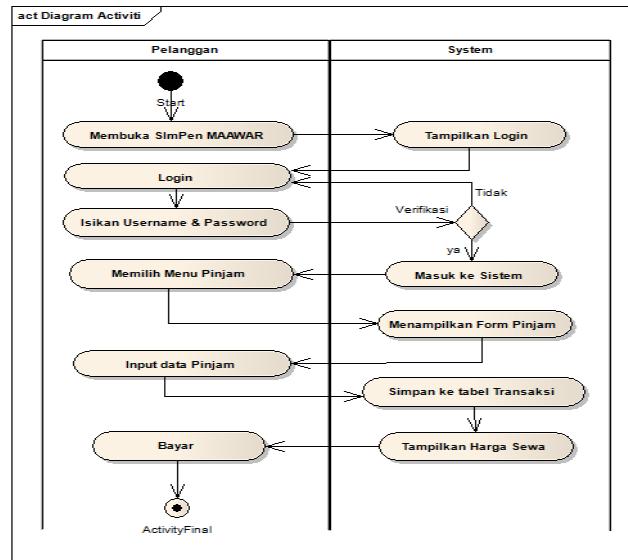 act Diagram Activiti
Pelanggan
System
Start
Membuka SImPen MAAWAR
Tampilkan Login
Login
Tidak
Isikan Username & Password
Verifikasi
ya
Memilih Menu Pinjam
Masuk ke Sistem
Menampilkan Form Pinjam
Input data Pinjam
Simpan ke tabel Transaksi
Bayar
Tampilkan Harga Sewa
ActivityFinal